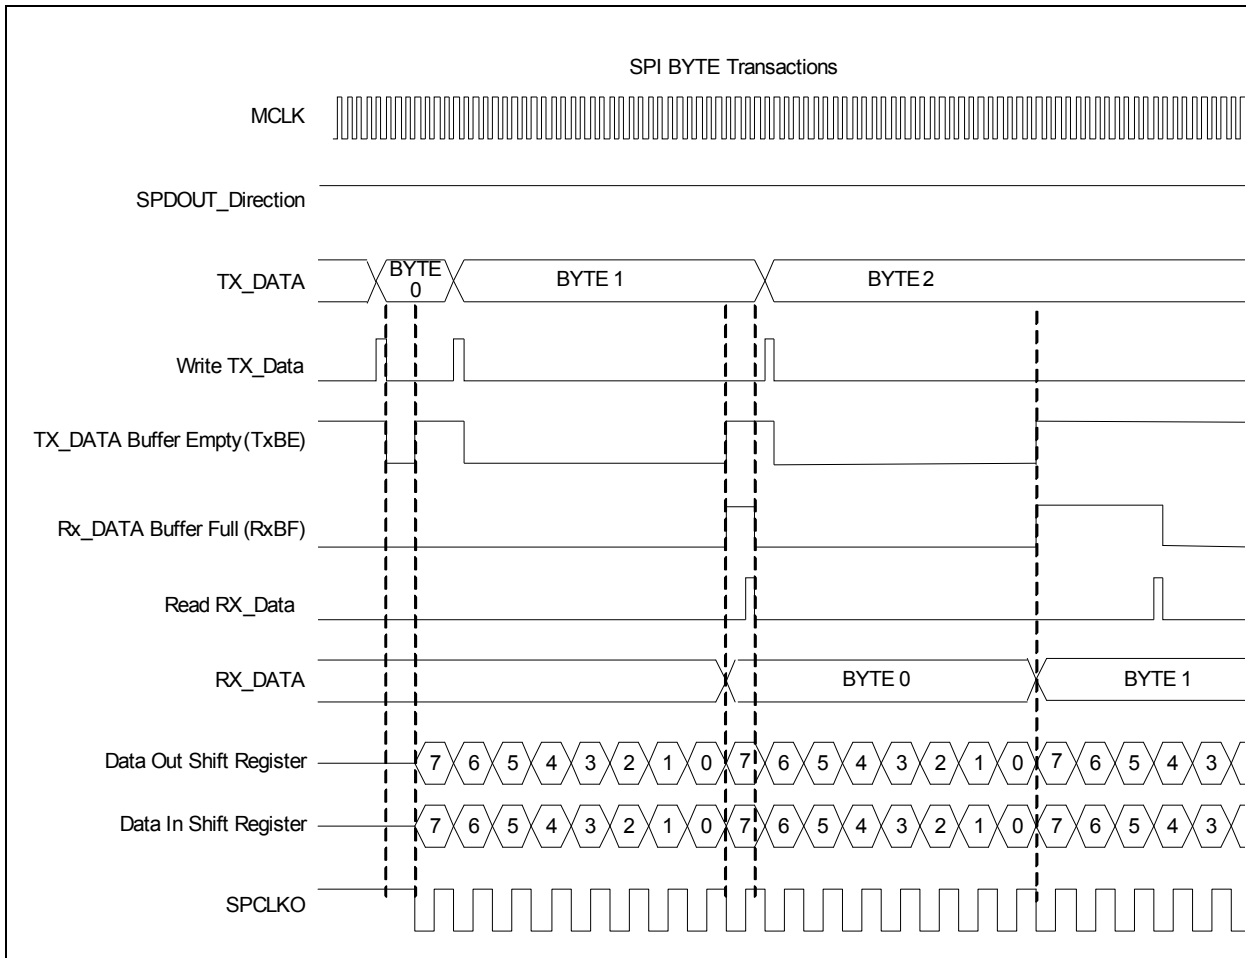 SPI BYTE Transactions
MCLK
SPDOUT_Direction
TX_DATA
BYTE
0
BYTE 1
BYTE 2
Write TX_Data
TX_DATA Buffer Empty (TxBE)
Rx_DATA Buffer Full (RxBF)
Read RX_Data
RX_DATA
BYTE 0
BYTE 1
Data Out Shift Register 7 6 5 4 3 2 1 0 7 6 5 4 3 2 1 0 7 6 5 4 3
Data In Shift Register 7 6 5 4 3 2 1 0 7 6 5 4 3 2 1 0 7 6 5 4 3
SPCLKO